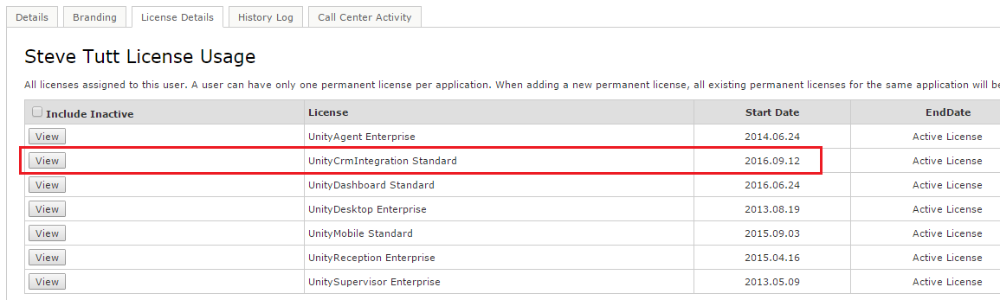 Details Branding License Details History Log Call Center Activity
Steve Tutt License Usage
All licenses assigned to this user. A user can have only one permanent license per application. When adding a new permanent license, all existing permanent licenses for the same application will be
Include Inactive License Start Date EndDate
View UnityAgent Enterprise 2014.06.24 Active License
View UnityCrmIntegration Standard 2016.09.12 Active License
View UnityDashboard Standard 2016.06.24 Active License
View UnityDesktop Enterprise 2013.08.19 Active License
View UnityMobile Standard 2015.09.03 Active License
View UnityReception Enterprise 2015.04.16 Active License
View UnitySupervisor Enterprise 2013.05.09 Active License